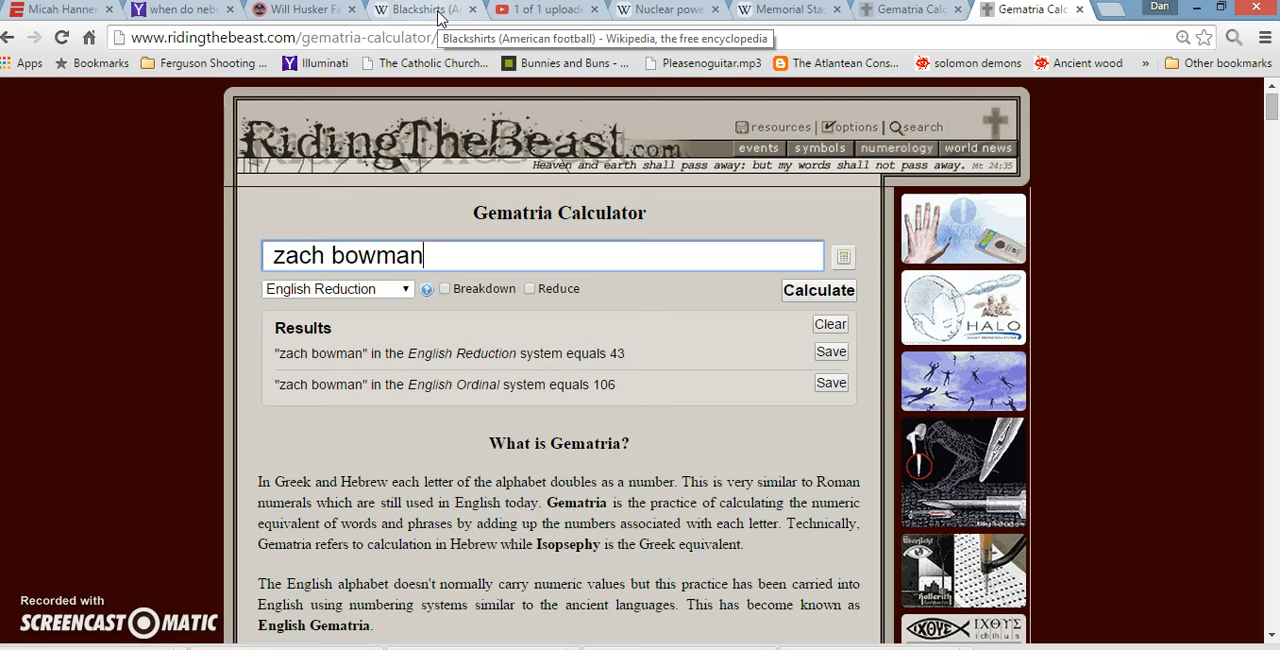 Micah Hanner
when do neb
Will Husker Fa
Blackshirts (A
1 of 1 uploade
Nuclear powe
Memorial Stac
Gematria Calc
Gematria Calc
Dan
www.ridingthebeast.com/gematria-calculator/
Blackshirts (American football) - Wikipedia, the free encyclopedia
Apps
Bookmarks
Ferguson Shooting ...
Illuminati
The Catholic Church...
Bunnies and Buns - ...
Pleasenoguitar.mp3
The Atlantean Cons...
solomon demons
Ancient wood
»
Other bookmarks
RidingTheBeast.com
resources | options | search
events | symbols | numerology | world news
Heaven and earth shall pass away: but my words shall not pass away. Mt 24:35
Gematria Calculator
zach bowman
English Reduction
Breakdown
Reduce
Calculate
Results
Clear
"zach bowman" in the English Reduction system equals 43
Save
"zach bowman" in the English Ordinal system equals 106
Save
HALO
What is Gematria?
In Greek and Hebrew each letter of the alphabet doubles as a number. This is very similar to Roman
numerals which are still used in English today. Gematria is the practice of calculating the numeric
equivalent of words and phrases by adding up the numbers associated with each letter. Technically,
Gematria refers to calculation in Hebrew while Isopsephy is the Greek equivalent.
The English alphabet doesn't normally carry numeric values but this practice has been carried into
English using numbering systems similar to the ancient languages. This has become known as
English Gematria.
ΙΧΘΥΣ
ichthus
Recorded with
SCREENCAST-O-MATIC